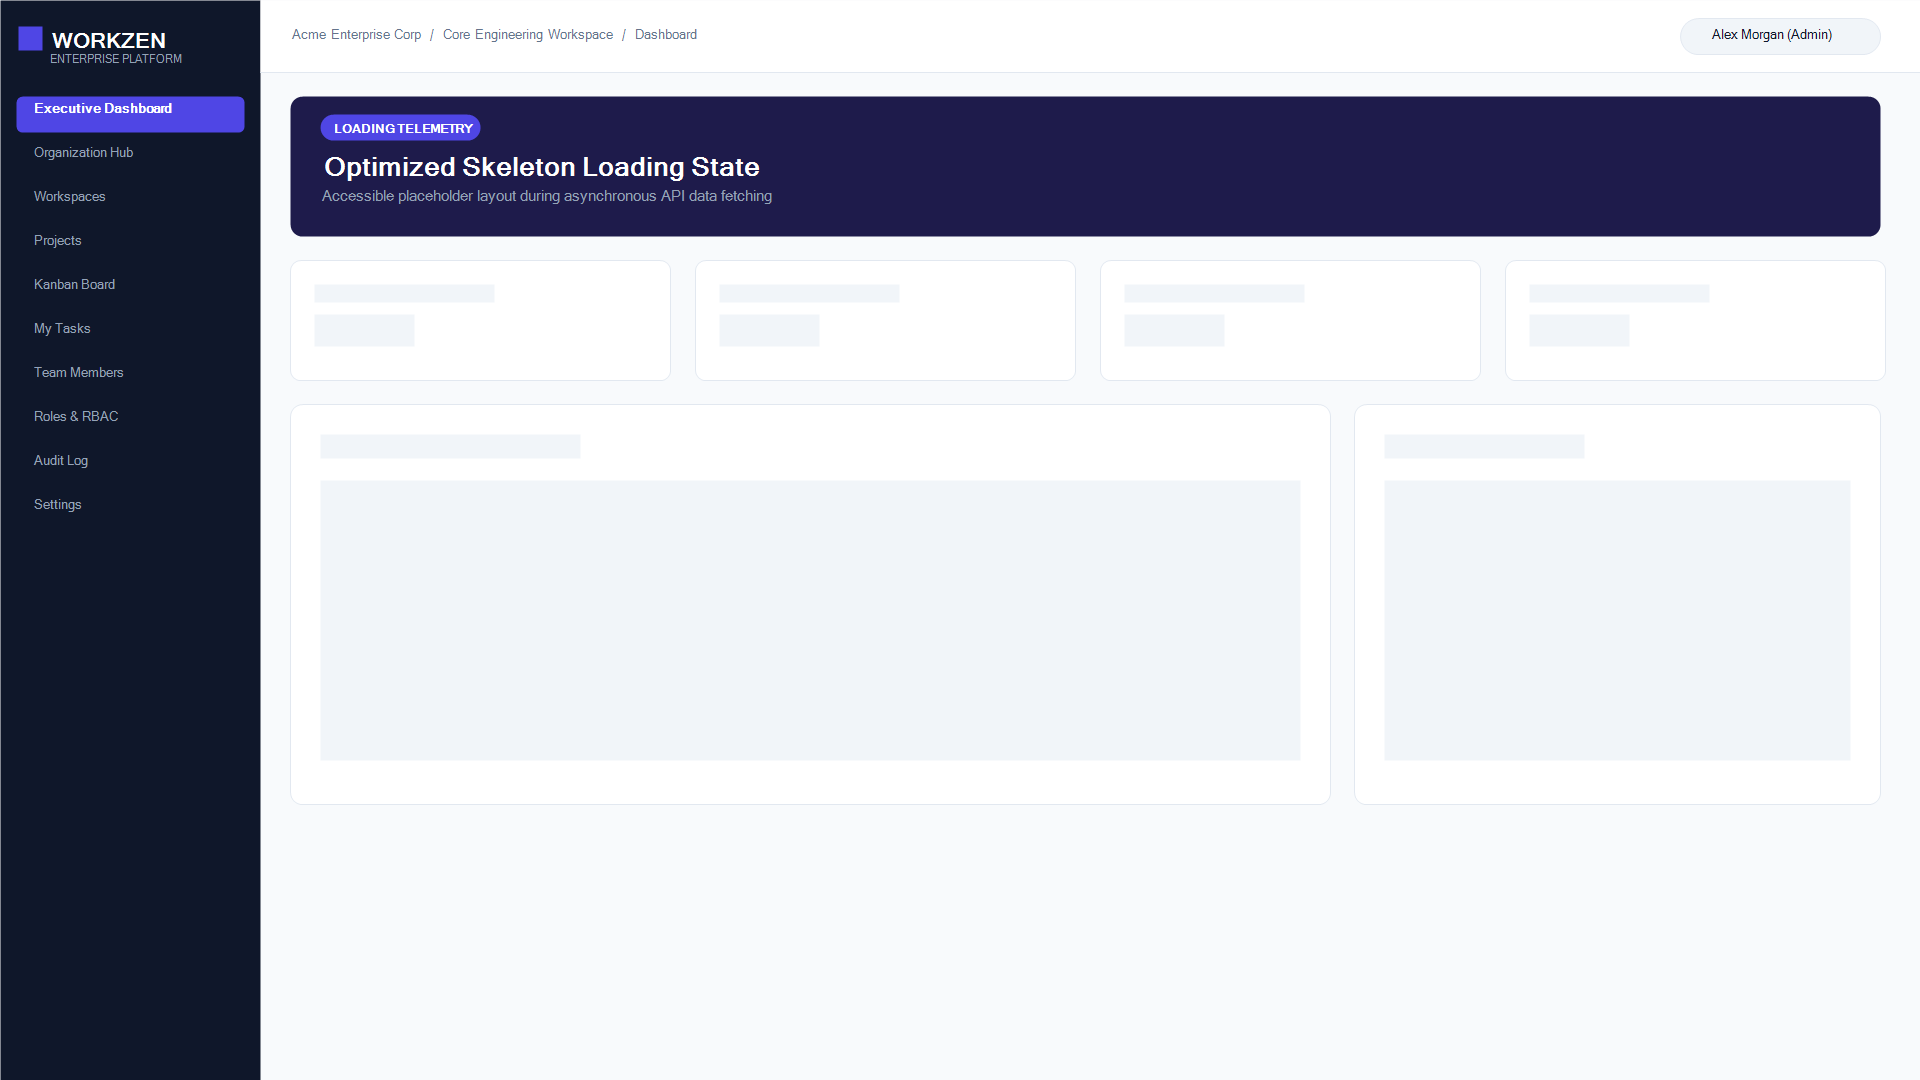 WORKZEN
ENTERPRISE PLATFORM
Executive Dashboard
Organization Hub
Workspaces
Projects
Kanban Board
My Tasks
Team Members
Roles & RBAC
Audit Log
Settings
Acme Enterprise Corp / Core Engineering Workspace / Dashboard
Alex Morgan (Admin)
LOADING TELEMETRY
Optimized Skeleton Loading State
Accessible placeholder layout during asynchronous API data fetching